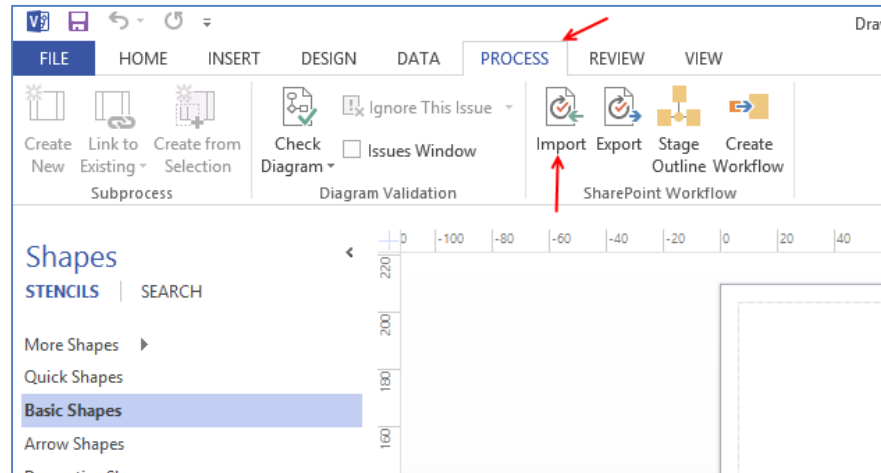 Draw
FILE HOME INSERT DESIGN DATA PROCESS REVIEW VIEW
Create New
Link to Existing
Create from Selection
Check Diagram
Ignore This Issue
Issues Window
Import
Export
Stage Outline
Create Workflow
Subprocess
Diagram Validation
SharePoint Workflow
Shapes
STENCILS SEARCH
More Shapes
Quick Shapes
Basic Shapes
Arrow Shapes
0 -100 -80 -60 -40 -20 0 20 40
220
200
180
160